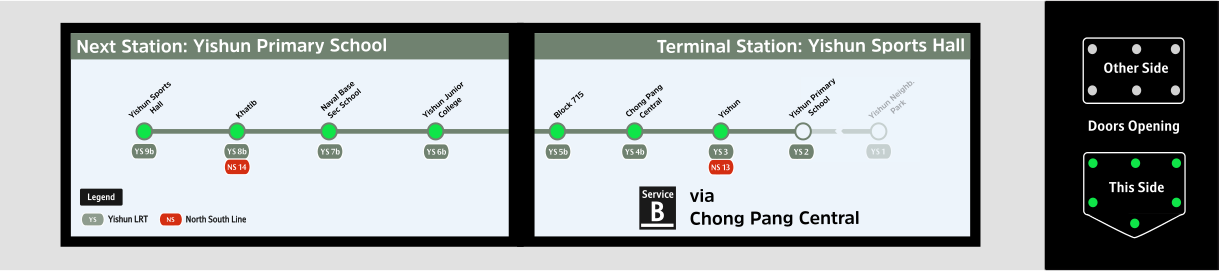 Next Station: Yishun Primary School
Terminal Station: Yishun Sports Hall
Yishun Sports
Hall
Khatib
Naval Base
Sec School
Yishun Junior
College
Block 715
Chong Pang
Central
Yishun
Yishun Primary
School
Yishun Neighb.
Park
YS 9b
YS 8b
YS 7b
YS 6b
YS 5b
YS 4b
YS 3
YS 2
YS 1
NS 14
NS 13
Legend
YS Yishun LRT NS North South Line
Service
B
via
Chong Pang Central
Other Side
Doors Opening
This Side